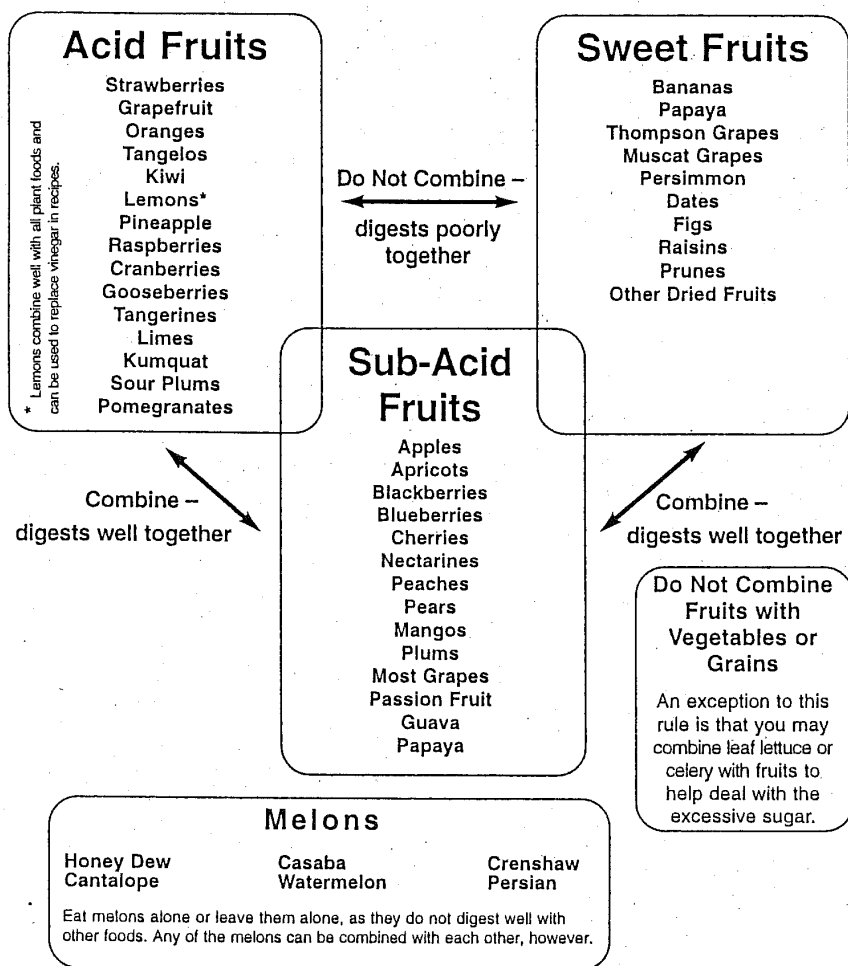 Acid Fruits
Strawberries
Grapefruit
Oranges
Tangelos
Kiwi
Lemons*
Pineapple
Raspberries
Cranberries
Gooseberries
Tangerines
Limes
Kumquat
Sour Plums
Pomegranates
* Lemons combine well with all plant foods and
can be used to replace vinegar in recipes.
Do Not Combine –
digests poorly
together
Sweet Fruits
Bananas
Papaya
Thompson Grapes
Muscat Grapes
Persimmon
Dates
Figs
Raisins
Prunes
Other Dried Fruits
Sub-Acid
Fruits
Apples
Apricots
Blackberries
Blueberries
Cherries
Nectarines
Peaches
Pears
Mangos
Plums
Most Grapes
Passion Fruit
Guava
Papaya
Combine –
digests well together
Combine –
digests well together
Do Not Combine
Fruits with
Vegetables or
Grains
An exception to this
rule is that you may
combine leaf lettuce or
celery with fruits to
help deal with the
excessive sugar.
Melons
Honey Dew
Cantalope
Casaba
Watermelon
Crenshaw
Persian
Eat melons alone or leave them alone, as they do not digest well with
other foods. Any of the melons can be combined with each other, however.